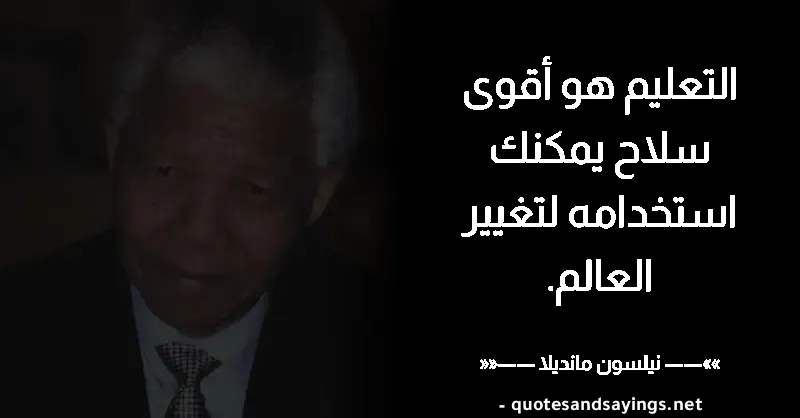 التعليم هو أقوى
سلاح يمكنك
استخدامه لتغيير
العالم.
»»—— نيلسون مانديلا ——««
- quotesandsayings.net